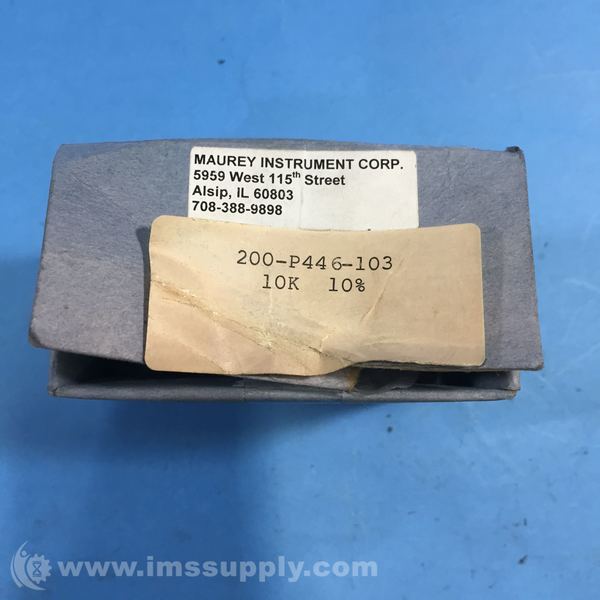 MAUREY INSTRUMENT CORP.
5959 West 115th Street
Alsip, IL 60803
708-388-9898
200-P446-103
10K 10%
www.imssupply.com